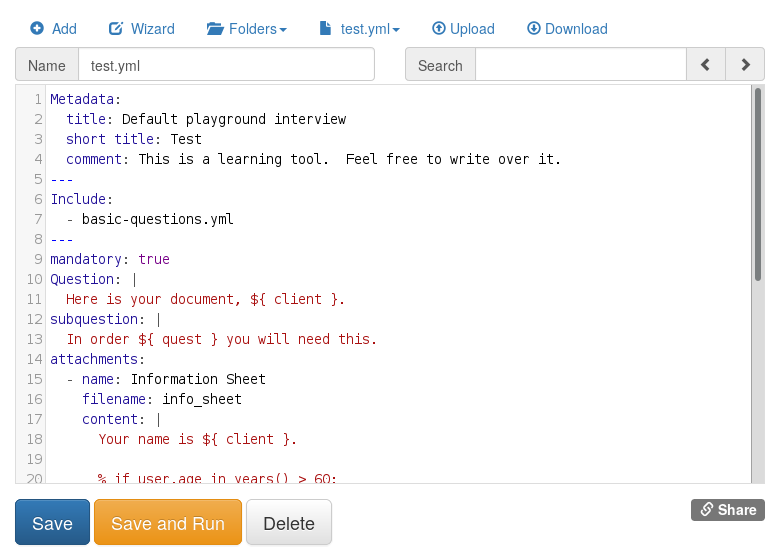 Add Wizard Folders test.yml Upload Download
Name test.yml Search
1 Metadata:
2   title: Default playground interview
3   short title: Test
4   comment: This is a learning tool.  Feel free to write over it.
5 ---
6 Include:
7   - basic-questions.yml
8 ---
9 mandatory: true
10 Question: |
11   Here is your document, ${ client }.
12 subquestion: |
13   In order ${ quest } you will need this.
14 attachments:
15   - name: Information Sheet
16     filename: info_sheet
17     content: |
18       Your name is ${ client }.
19
20       % if user.age_in_years() > 60:
Save Save and Run Delete Share